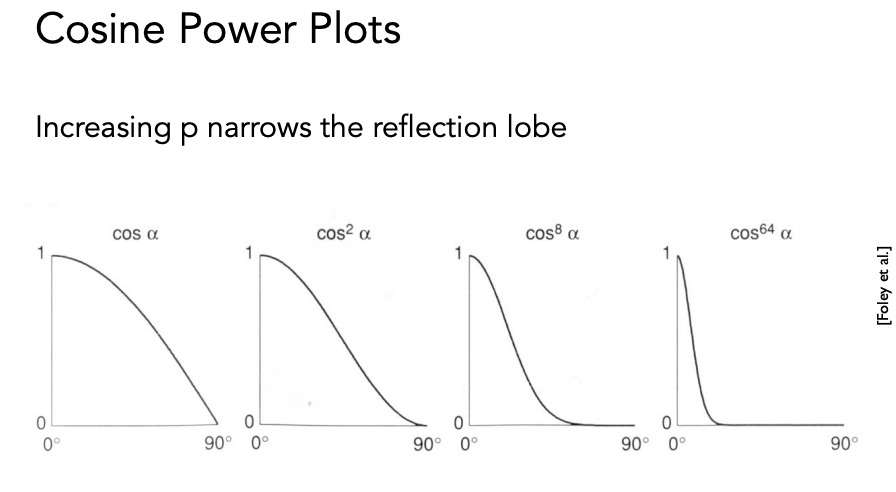 Cosine Power Plots
Increasing p narrows the reflection lobe
cos α
1
0
0°
90°
cos² α
1
0
0°
90°
cos⁸ α
1
0
0°
90°
cos⁶⁴ α
1
0
0°
90°
[Foley et al.]